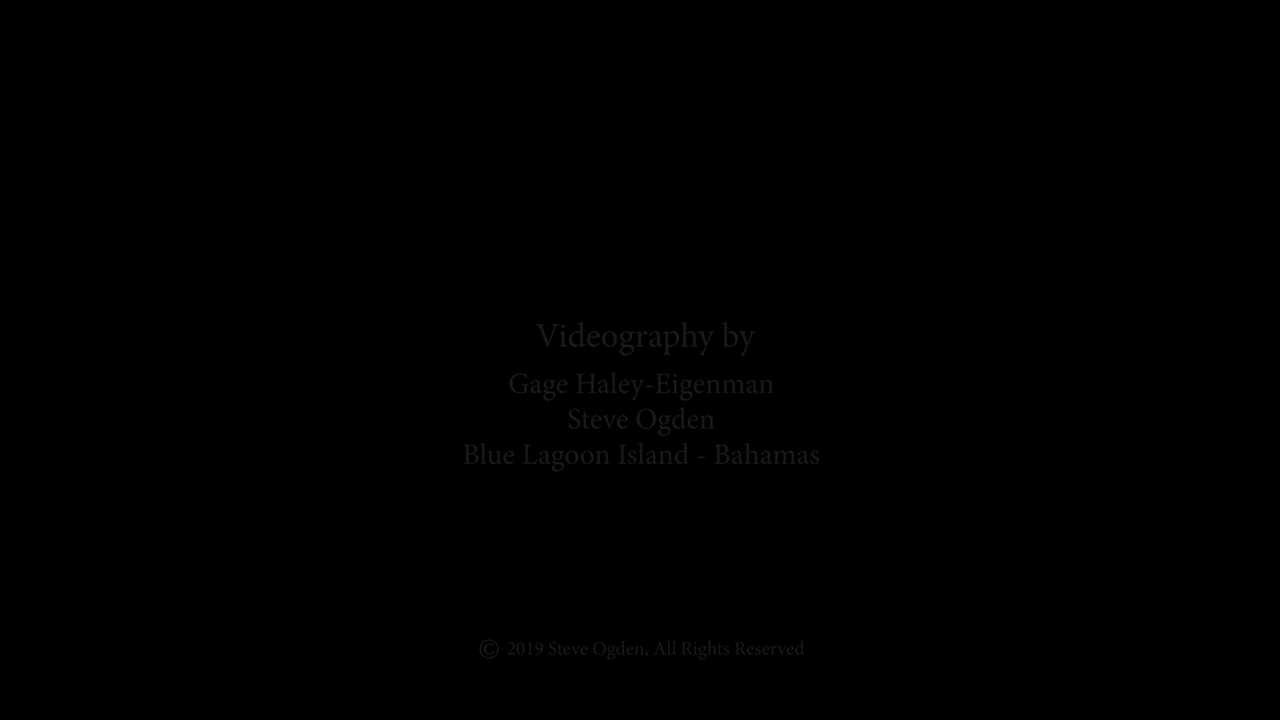 Videography by
Gage Haley-Eigenman
Steve Ogden
Blue Lagoon Island - Bahamas
© 2019 Steve Ogden, All Rights Reserved